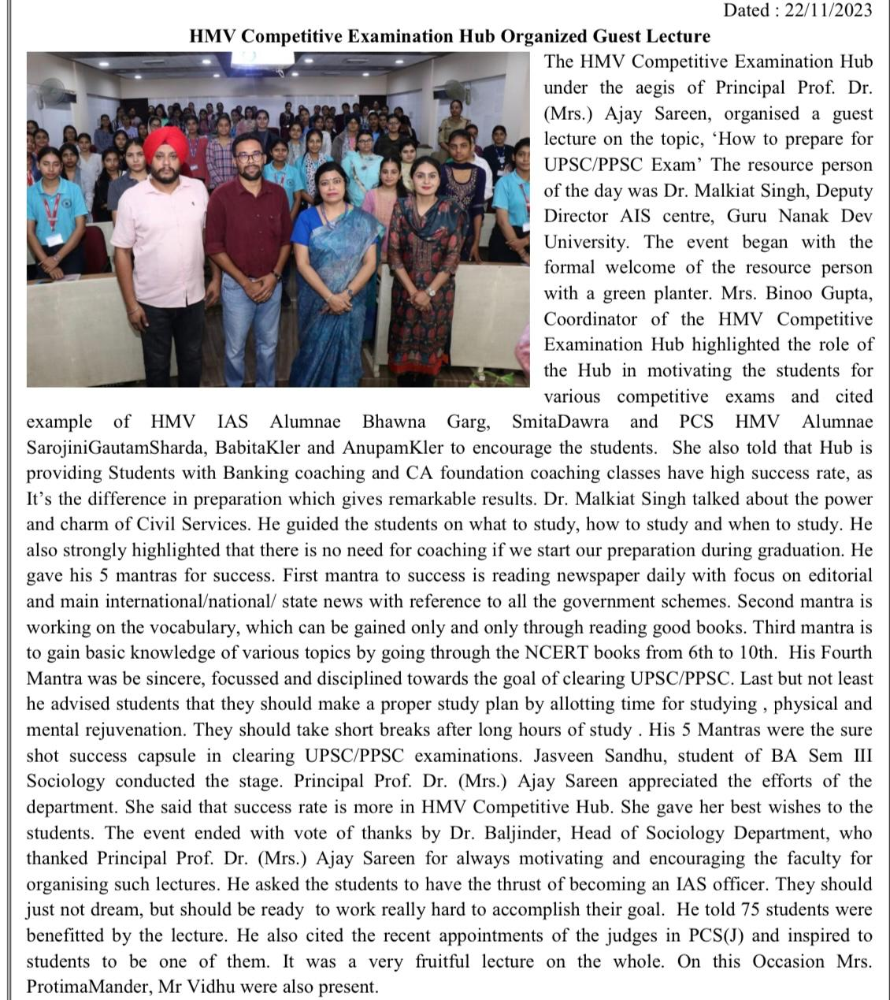 Dated : 22/11/2023
HMV Competitive Examination Hub Organized Guest Lecture
The HMV Competitive Examination Hub
under the aegis of Principal Prof. Dr.
(Mrs.) Ajay Sareen, organised a guest
lecture on the topic, ‘How to prepare for
UPSC/PPSC Exam’ The resource person
of the day was Dr. Malkiat Singh, Deputy
Director AIS centre, Guru Nanak Dev
University. The event began with the
formal welcome of the resource person
with a green planter. Mrs. Binoo Gupta,
Coordinator of the HMV Competitive
Examination Hub highlighted the role of
the Hub in motivating the students for
various competitive exams and cited
example of HMV IAS Alumnae Bhawna Garg, SmitaDawra and PCS HMV Alumnae
SarojiniGautamSharda, BabitaKler and AnupamKler to encourage the students. She also told that Hub is
providing Students with Banking coaching and CA foundation coaching classes have high success rate, as
It’s the difference in preparation which gives remarkable results. Dr. Malkiat Singh talked about the power
and charm of Civil Services. He guided the students on what to study, how to study and when to study. He
also strongly highlighted that there is no need for coaching if we start our preparation during graduation. He
gave his 5 mantras for success. First mantra to success is reading newspaper daily with focus on editorial
and main international/national/ state news with reference to all the government schemes. Second mantra is
working on the vocabulary, which can be gained only and only through reading good books. Third mantra is
to gain basic knowledge of various topics by going through the NCERT books from 6th to 10th. His Fourth
Mantra was be sincere, focussed and disciplined towards the goal of clearing UPSC/PPSC. Last but not least
he advised students that they should make a proper study plan by allotting time for studying , physical and
mental rejuvenation. They should take short breaks after long hours of study . His 5 Mantras were the sure
shot success capsule in clearing UPSC/PPSC examinations. Jasveen Sandhu, student of BA Sem III
Sociology conducted the stage. Principal Prof. Dr. (Mrs.) Ajay Sareen appreciated the efforts of the
department. She said that success rate is more in HMV Competitive Hub. She gave her best wishes to the
students. The event ended with vote of thanks by Dr. Baljinder, Head of Sociology Department, who
thanked Principal Prof. Dr. (Mrs.) Ajay Sareen for always motivating and encouraging the faculty for
organising such lectures. He asked the students to have the thrust of becoming an IAS officer. They should
just not dream, but should be ready to work really hard to accomplish their goal. He told 75 students were
benefitted by the lecture. He also cited the recent appointments of the judges in PCS(J) and inspired to
students to be one of them. It was a very fruitful lecture on the whole. On this Occasion Mrs.
ProtimaMander, Mr Vidhu were also present.